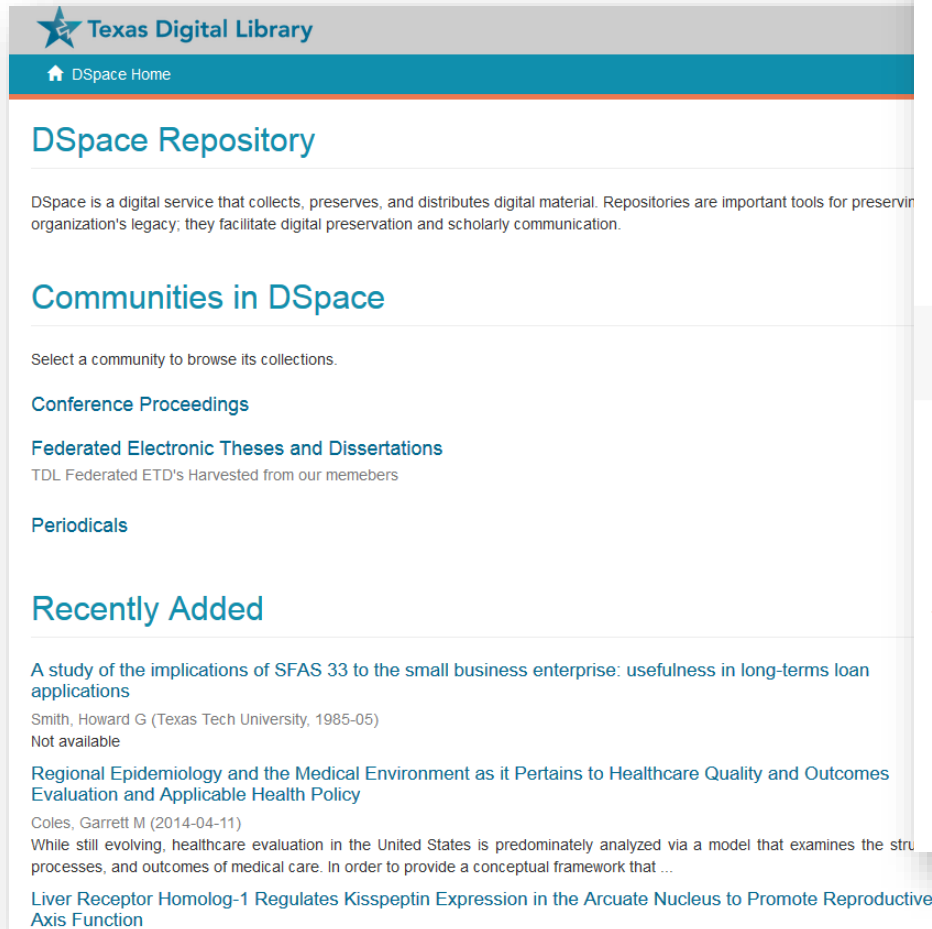 Texas Digital Library
DSpace Home
DSpace Repository
DSpace is a digital service that collects, preserves, and distributes digital material. Repositories are important tools for
organization's legacy; they facilitate digital preservation and scholarly communication.
Communities in DSpace
Select a community to browse its collections.
Conference Proceedings
Federated Electronic Theses and Dissertations
TDL Federated ETD's Harvested from our memebers
Periodicals
Recently Added
A study of the implications of SFAS 33 to the small business enterprise: usefulness in long-terms loan
applications
Smith, Howard G (Texas Tech University, 1985-05)
Not available
Regional Epidemiology and the Medical Environment as it Pertains to Healthcare Quality and Outcomes
Evaluation and Applicable Health Policy
Coles, Garrett M (2014-04-11)
While still evolving, healthcare evaluation in the United States is predominately analyzed via a model that examines the
processes, and outcomes of medical care. In order to provide a conceptual framework that ...
Liver Receptor Homolog-1 Regulates Kisspeptin Expression in the Arcuate Nucleus to Promote Reproductive
Axis Function